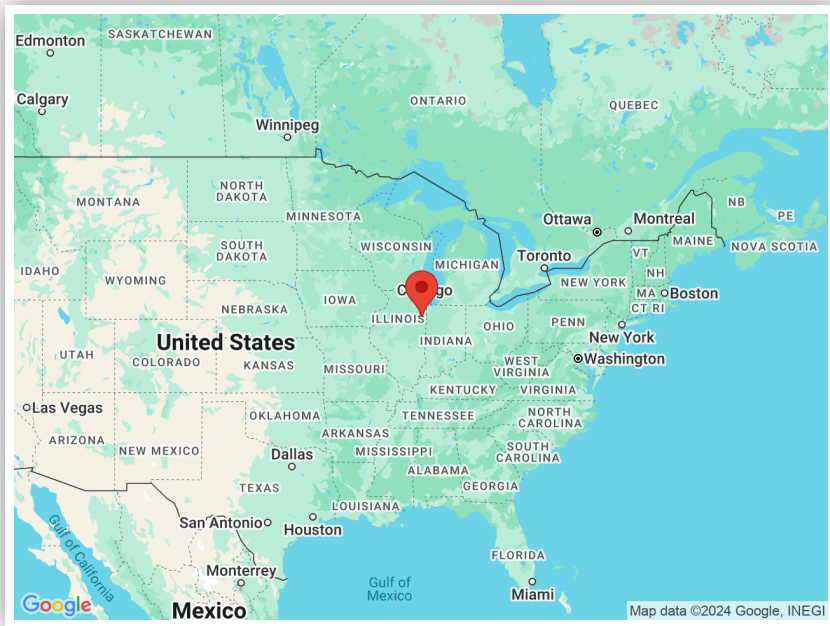 Edmonton
SASKATCHEWAN
Calgary
ONTARIO
QUEBEC
Winnipeg
MONTANA
NORTH
DAKOTA
MINNESOTA
NB
PE
Ottawa
Montreal
MAINE
NOVA SCOTIA
SOUTH
DAKOTA
WISCONSIN
MICHIGAN
Toronto
VT
NH
IDAHO
WYOMING
NEW YORK
MA
Boston
CT RI
IOWA
NEBRASKA
ILLINOIS
OHIO
PENN
New York
INDIANA
United States
UTAH
COLORADO
KANSAS
MISSOURI
WEST
VIRGINIA
Washington
KENTUCKY
VIRGINIA
Las Vegas
OKLAHOMA
TENNESSEE
NORTH
CAROLINA
ARIZONA
NEW MEXICO
ARKANSAS
MISSISSIPPI
SOUTH
CAROLINA
Dallas
ALABAMA
GEORGIA
TEXAS
LOUISIANA
San Antonio
Houston
Gulf of California
FLORIDA
Monterrey
Gulf of
Mexico
Miami
Google
Mexico
Map data ©2024 Google, INEGI